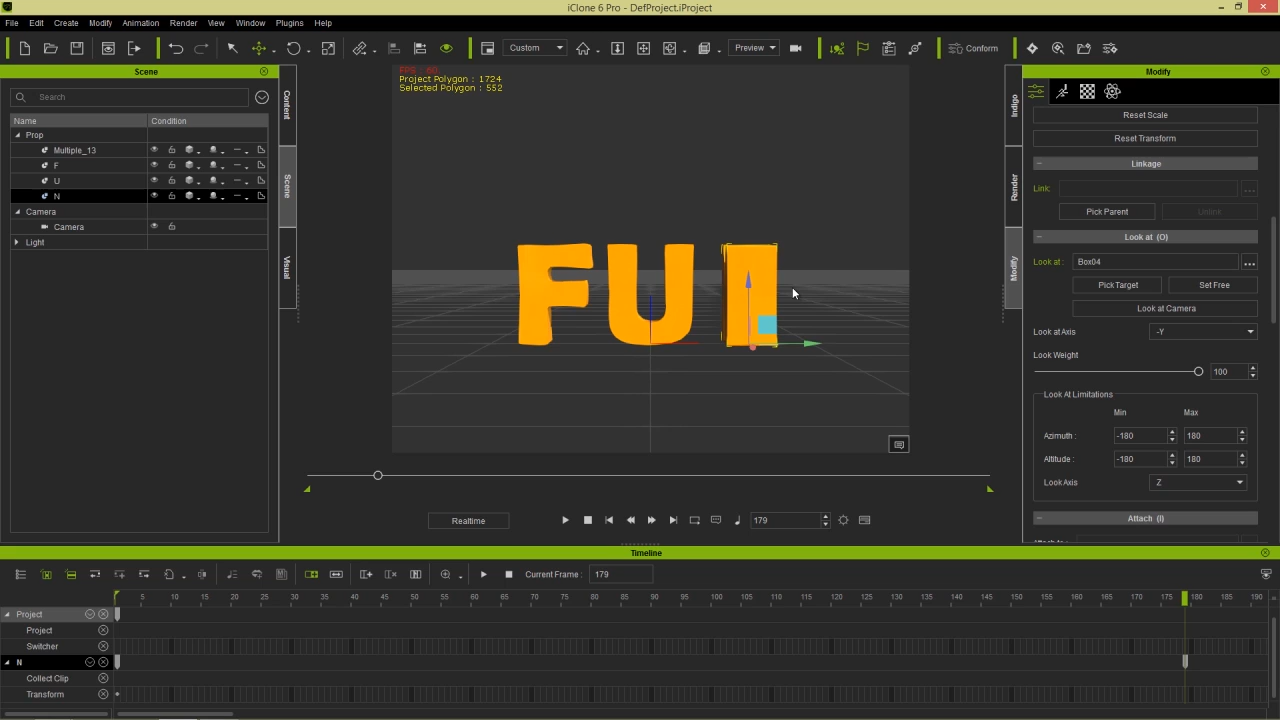 iClone 6 Pro - DefProject.iProject
File Edit Create Modify Animation Render View Window Plugins Help
Custom Preview Conform
Scene
Search
Name Condition
Prop
Multiple_13
F
U
N
Camera
Camera
Light
Content
Scene
Visual
FPS : 60
Project Polygon : 1724
Selected Polygon : 552
FU
Indigo
Render
Modify
Modify
Reset Scale
Reset Transform
Linkage
Link:
Pick Parent Unlink
Look at (O)
Look at : Box04
Pick Target Set Free
Look at Camera
Look at Axis -Y
Look Weight
100
Look At Limitations
Min Max
Azimuth : -180 180
Altitude : -180 180
Look Axis Z
Attach (I)
Realtime 179
Timeline
Current Frame : 179
5 10 15 20 25 30 35 40 45 50 55 60 65 70 75 80 85 90 95 100 105 110 115 120 125 130 135 140 145 150 155 160 165 170 175 180 185 190
Project
Project
Switcher
N
Collect Clip
Transform